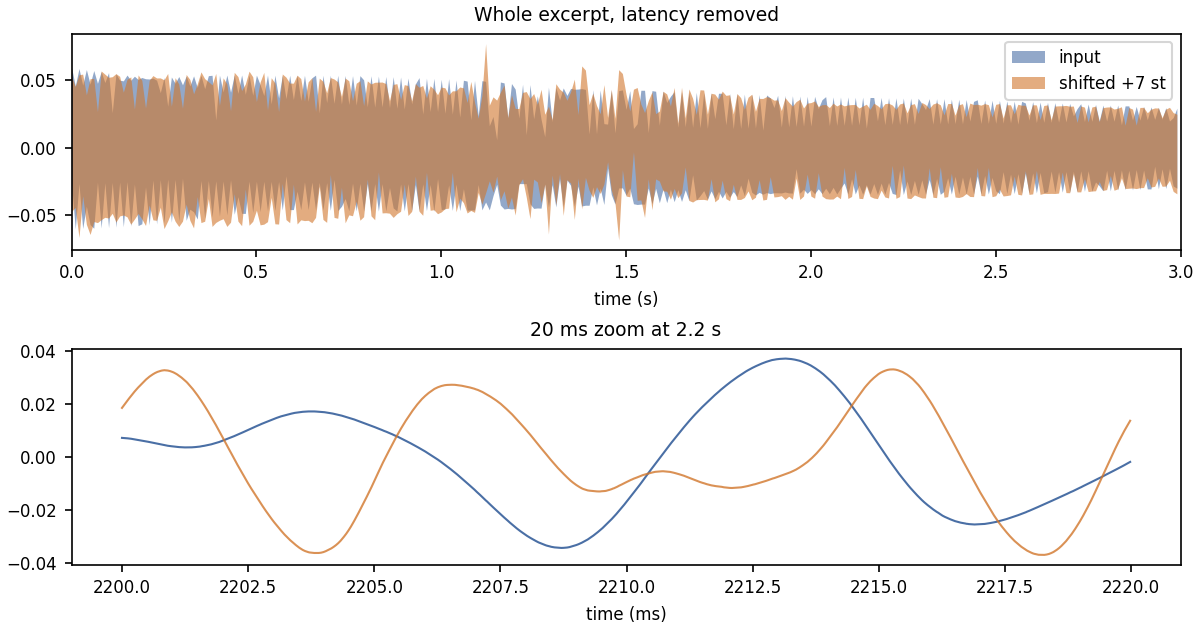 Whole excerpt, latency removed
input
shifted +7 st
0.05
0.00
−0.05
0.0 0.5 1.0 1.5 2.0 2.5 3.0
time (s)
20 ms zoom at 2.2 s
0.04
0.02
0.00
−0.02
−0.04
2200.0 2202.5 2205.0 2207.5 2210.0 2212.5 2215.0 2217.5 2220.0
time (ms)